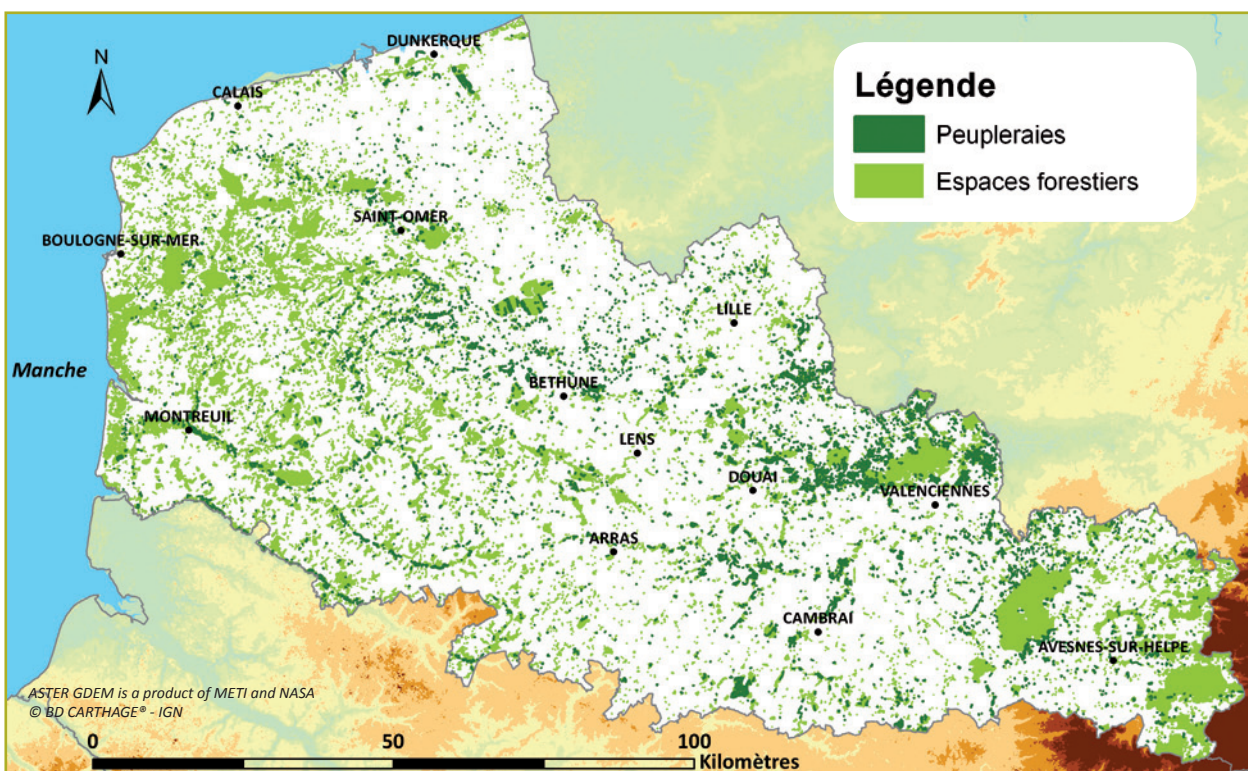 DUNKERQUE
N
CALAIS
Légende
Peupleraies
Espaces forestiers
SAINT-OMER
BOULOGNE-SUR-MER
LILLE
Manche
BETHUNE
MONTREUIL
LENS
DOUAI
VALENCIENNES
ARRAS
CAMBRAI
AVESNES-SUR-HELPE
ASTER GDEM is a product of METI and NASA
© BD CARTHAGE® - IGN
0 50 100
Kilomètres